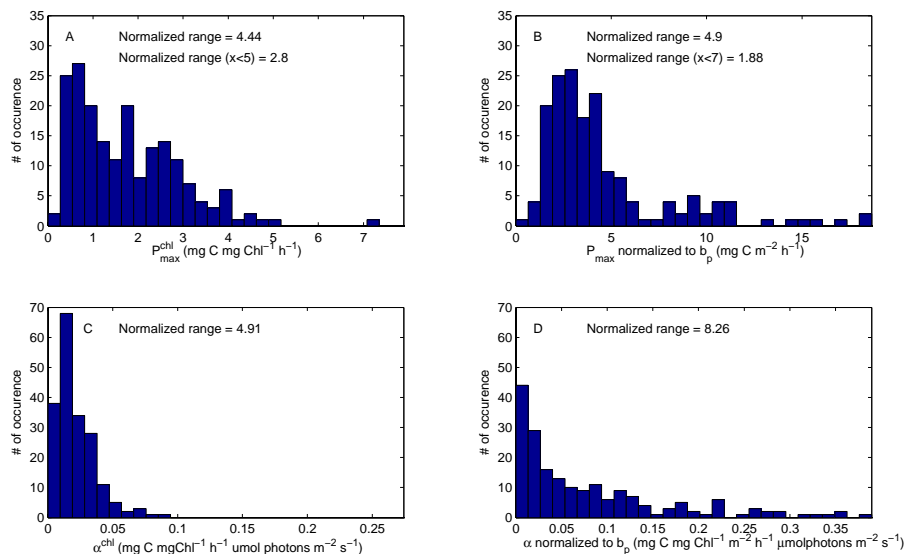 A
Normalized range = 4.44
Normalized range (x<5) = 2.8
35
30
25
20
15
10
5
0
# of occurence
0 1 2 3 4 5 6 7
P_max^chl (mg C mg Chl⁻¹ h⁻¹)
B
Normalized range = 4.9
Normalized range (x<7) = 1.88
35
30
25
20
15
10
5
0
# of occurence
0 5 10 15
P_max normalized to b_p (mg C m⁻² h⁻¹)
C
Normalized range = 4.91
70
60
50
40
30
20
10
0
# of occurence
0 0.05 0.1 0.15 0.2 0.25
α^chl (mg C mgChl⁻¹ h⁻¹ umol photons m⁻² s⁻¹)
D
Normalized range = 8.26
70
60
50
40
30
20
10
0
# of occurence
0 0.05 0.1 0.15 0.2 0.25 0.3 0.35
α normalized to b_p (mg C mg Chl⁻¹ m⁻² h⁻¹ µmolphotons m⁻² s⁻¹)